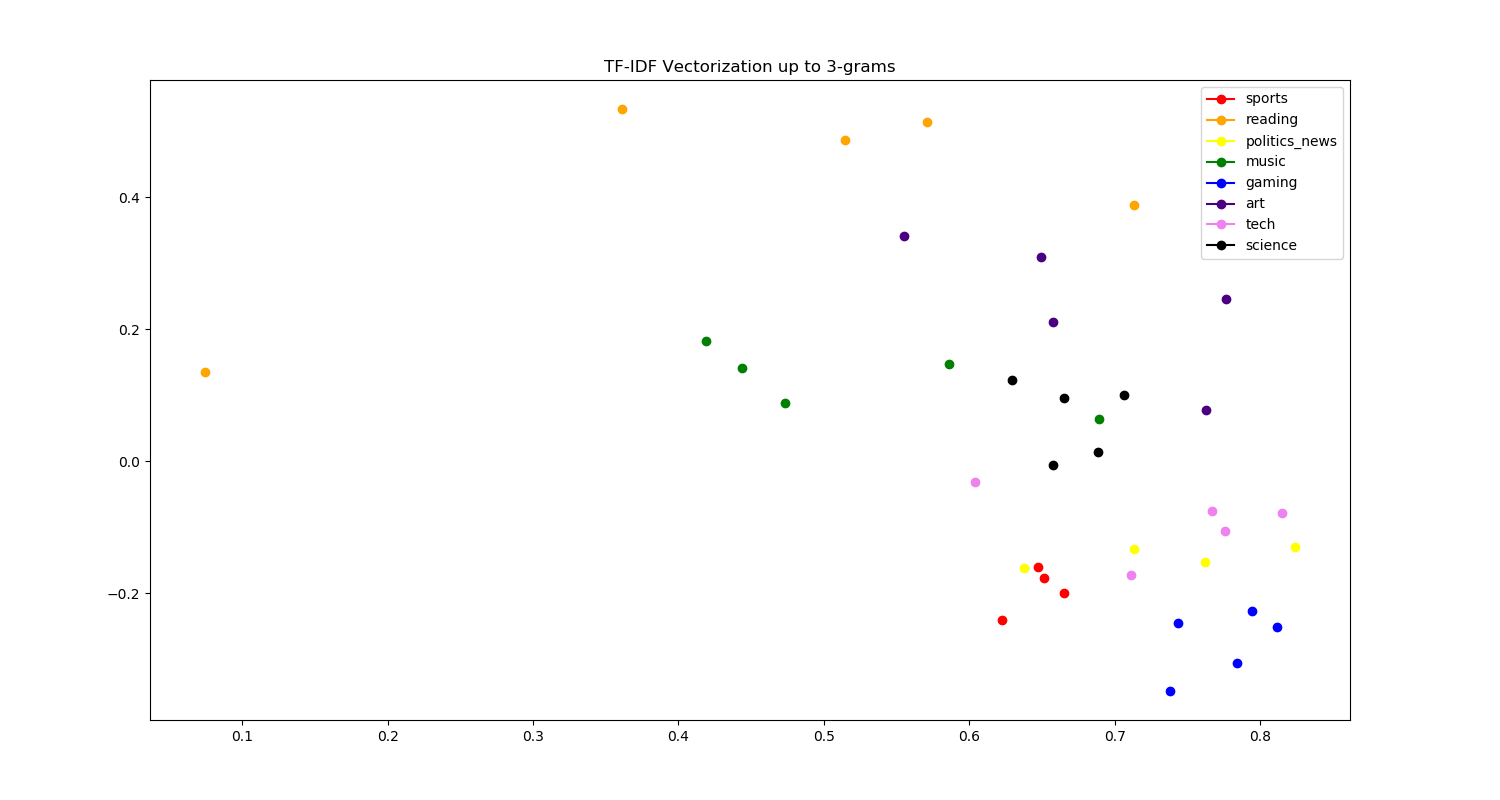 TF-IDF Vectorization up to 3-grams
sports
reading
politics_news
music
gaming
art
tech
science
0.4
0.2
0.0
−0.2
0.1 0.2 0.3 0.4 0.5 0.6 0.7 0.8